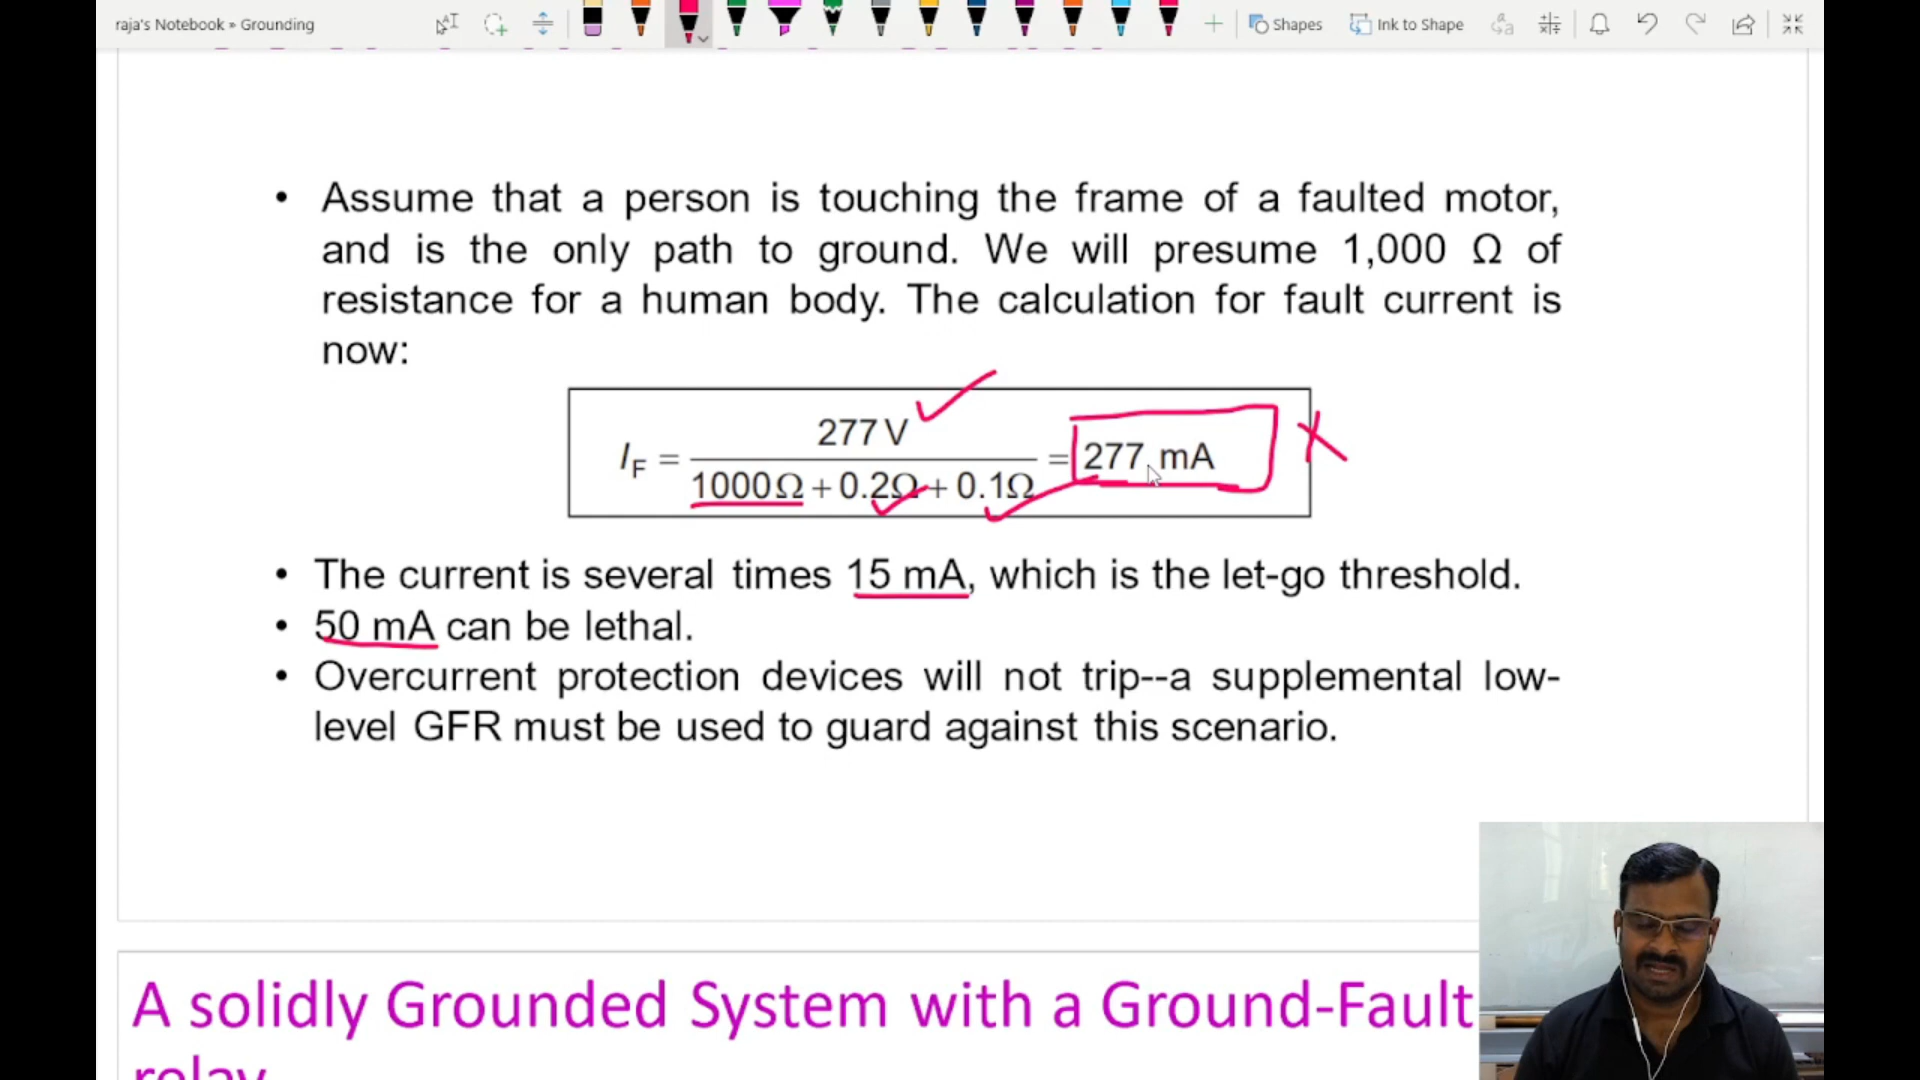 raja's Notebook » Grounding
Shapes
Ink to Shape
• Assume that a person is touching the frame of a faulted motor,
and is the only path to ground. We will presume 1,000 Ω of
resistance for a human body. The calculation for fault current is
now:
I_F = 277 V / (1000 Ω + 0.2Ω + 0.1Ω) = 277 mA
• The current is several times 15 mA, which is the let-go threshold.
• 50 mA can be lethal.
• Overcurrent protection devices will not trip--a supplemental low-
level GFR must be used to guard against this scenario.
A solidly Grounded System with a Ground-Fault
relay